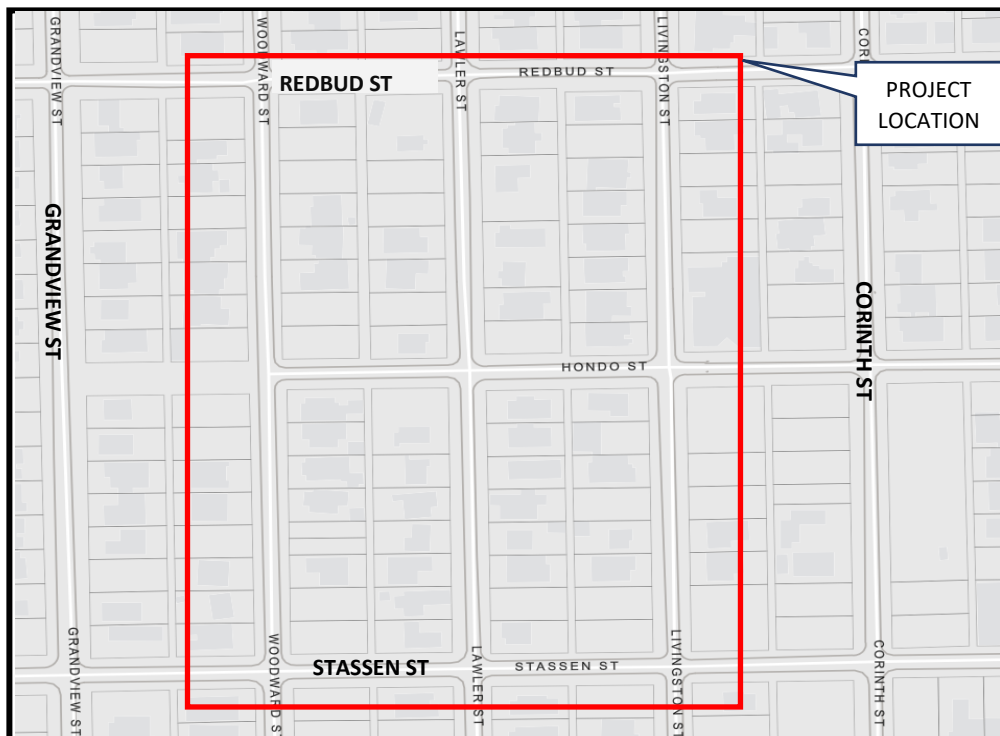 GRANDVIEW ST
WOODWARD ST
LAWLER ST
LIVINGSTON ST
REDBUD ST
REDBUD ST
PROJECT
LOCATION
GRANDVIEW ST
CORINTH ST
HONDO ST
GRANDVIEW ST
WOODWARD ST
STASSEN ST
LAWLER ST
STASSEN ST
LIVINGSTON ST
CORINTH ST